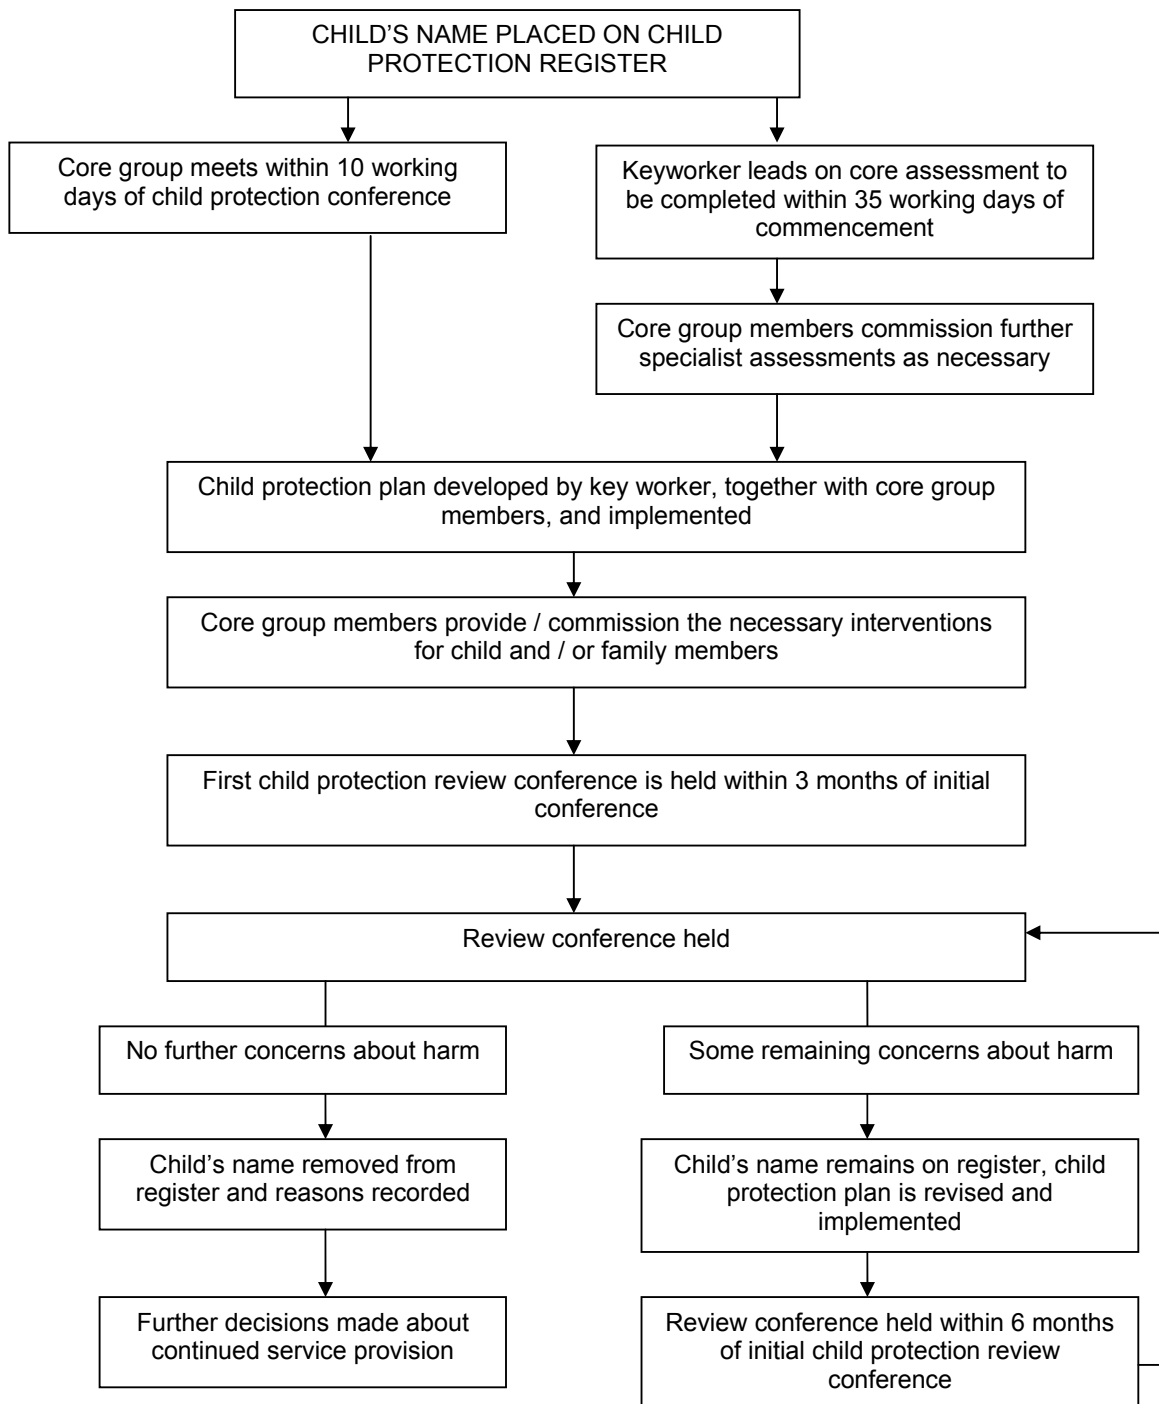 CHILD’S NAME PLACED ON CHILD
PROTECTION REGISTER
Core group meets within 10 working
days of child protection conference
Keyworker leads on core assessment to
be completed within 35 working days of
commencement
Core group members commission further
specialist assessments as necessary
Child protection plan developed by key worker, together with core group
members, and implemented
Core group members provide / commission the necessary interventions
for child and / or family members
First child protection review conference is held within 3 months of initial
conference
Review conference held
No further concerns about harm
Some remaining concerns about harm
Child’s name removed from
register and reasons recorded
Child’s name remains on register, child
protection plan is revised and
implemented
Further decisions made about
continued service provision
Review conference held within 6 months
of initial child protection review
conference